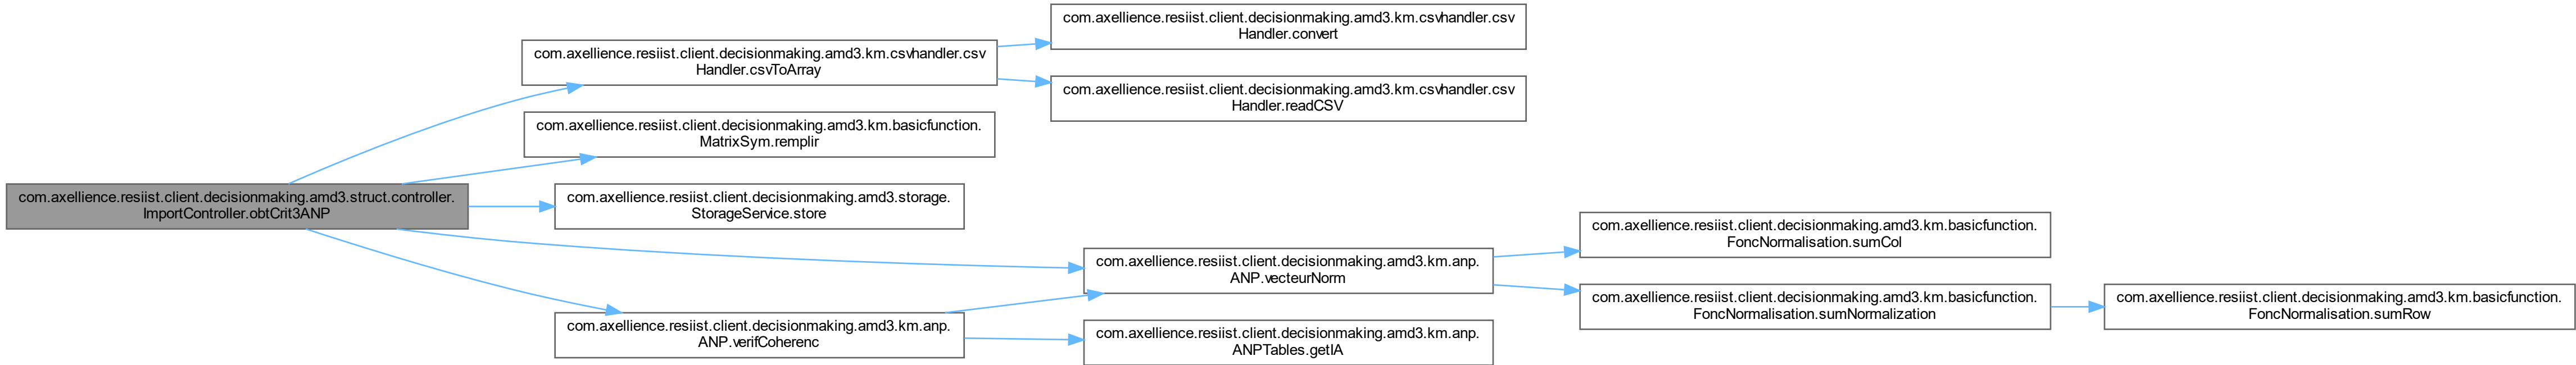 com.axellience.resiist.client.decisionmaking.amd3.struct.controller.
ImportController.obtCrit3ANP
com.axellience.resiist.client.decisionmaking.amd3.km.csvhandler.csv
Handler.csvToArray
com.axellience.resiist.client.decisionmaking.amd3.km.csvhandler.csv
Handler.convert
com.axellience.resiist.client.decisionmaking.amd3.km.csvhandler.csv
Handler.readCSV
com.axellience.resiist.client.decisionmaking.amd3.km.basicfunction.
MatrixSym.remplir
com.axellience.resiist.client.decisionmaking.amd3.storage.
StorageService.store
com.axellience.resiist.client.decisionmaking.amd3.km.anp.
ANP.vecteurNorm
com.axellience.resiist.client.decisionmaking.amd3.km.basicfunction.
FoncNormalisation.sumCol
com.axellience.resiist.client.decisionmaking.amd3.km.basicfunction.
FoncNormalisation.sumNormalization
com.axellience.resiist.client.decisionmaking.amd3.km.basicfunction.
FoncNormalisation.sumRow
com.axellience.resiist.client.decisionmaking.amd3.km.anp.
ANP.verifCoherenc
com.axellience.resiist.client.decisionmaking.amd3.km.anp.
ANPTables.getIA